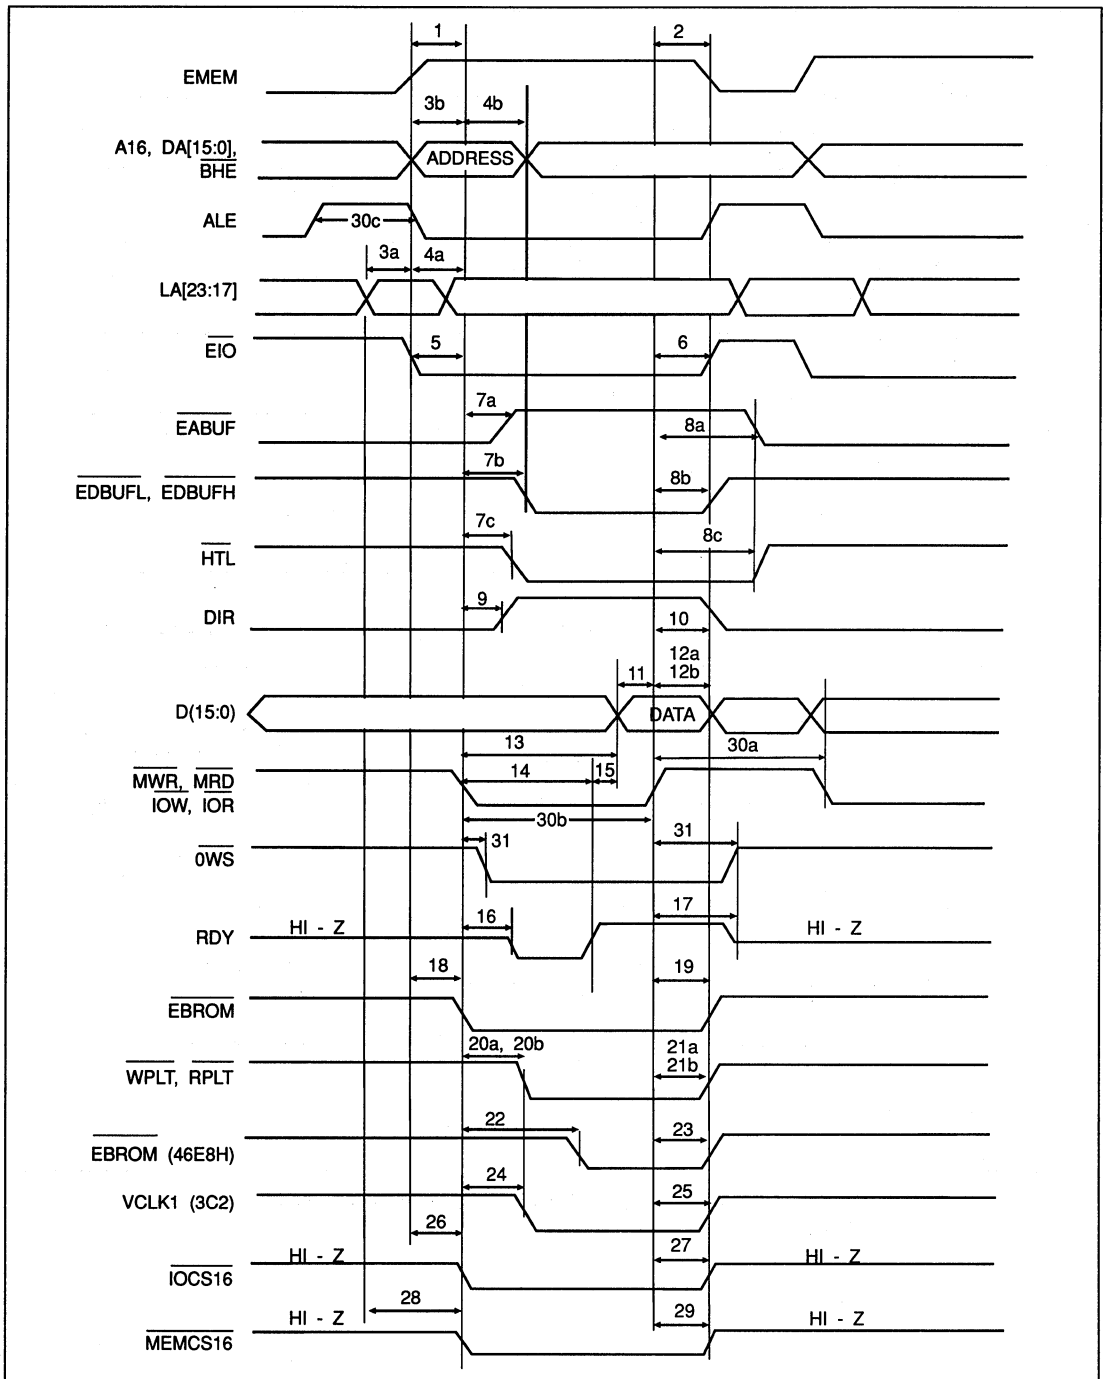 1 2
EMEM
3b 4b
A16, DA[15:0],
BHE
ADDRESS
ALE
30c
3a 4a
LA[23:17]
EIO
5 6
7a
EABUF
8a
7b
EDBUFL, EDBUFH
8b
7c
8c
HTL
9
DIR
10
12a
11 12b
D(15:0)
DATA
13
30a
14 15
MWR, MRD
IOW, IOR
30b
31 31
0WS
16 17
RDY
HI - Z HI - Z
18 19
EBROM
20a, 20b 21a
21b
WPLT, RPLT
22 23
EBROM (46E8H)
24 25
VCLK1 (3C2)
26 27
HI - Z HI - Z
IOCS16
28 29
HI - Z HI - Z
MEMCS16